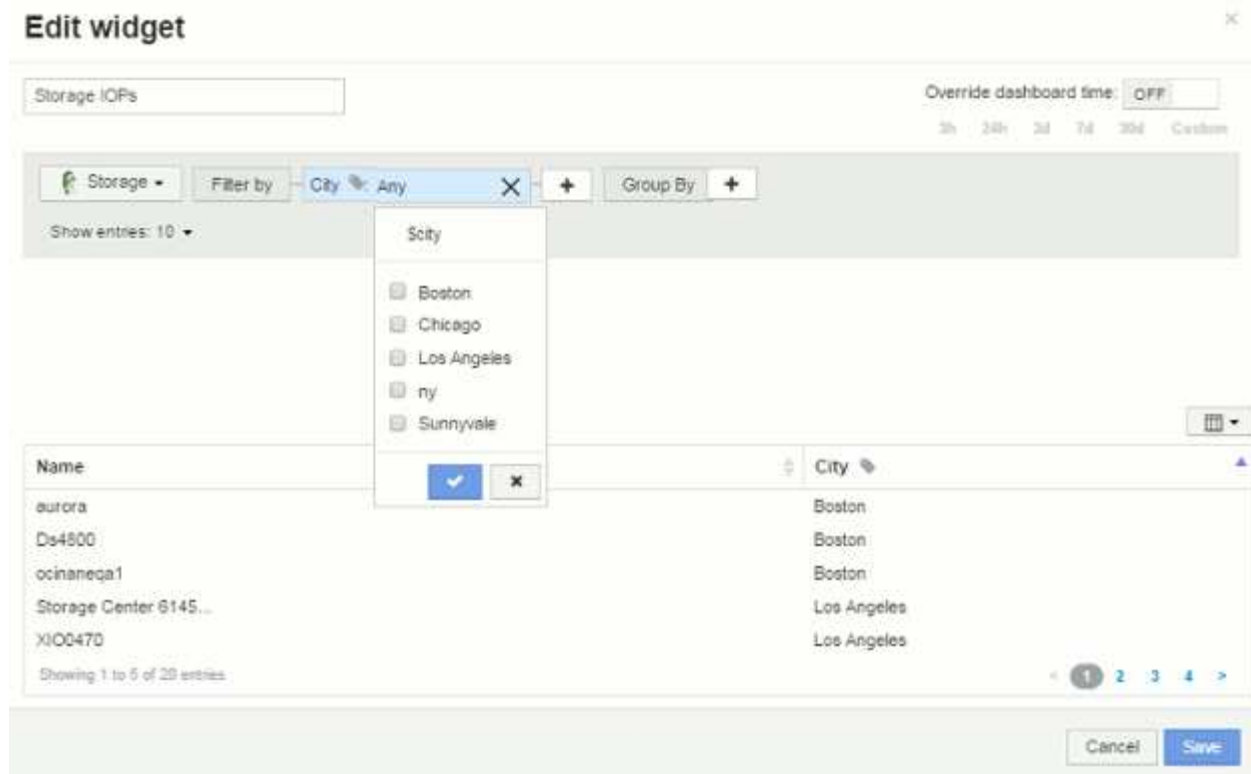 Edit widget
Storage IOPs
Override dashboard time: OFF
3h 24h 3d 7d 30d Custom
Storage Filter by City : Any + Group By +
Show entries: 10
$city
Boston
Chicago
Los Angeles
ny
Sunnyvale
Name City
aurora Boston
Ds4800 Boston
ocinaneqa1 Boston
Storage Center 6145... Los Angeles
XIO0470 Los Angeles
Showing 1 to 5 of 20 entries < 1 2 3 4 >
Cancel Save